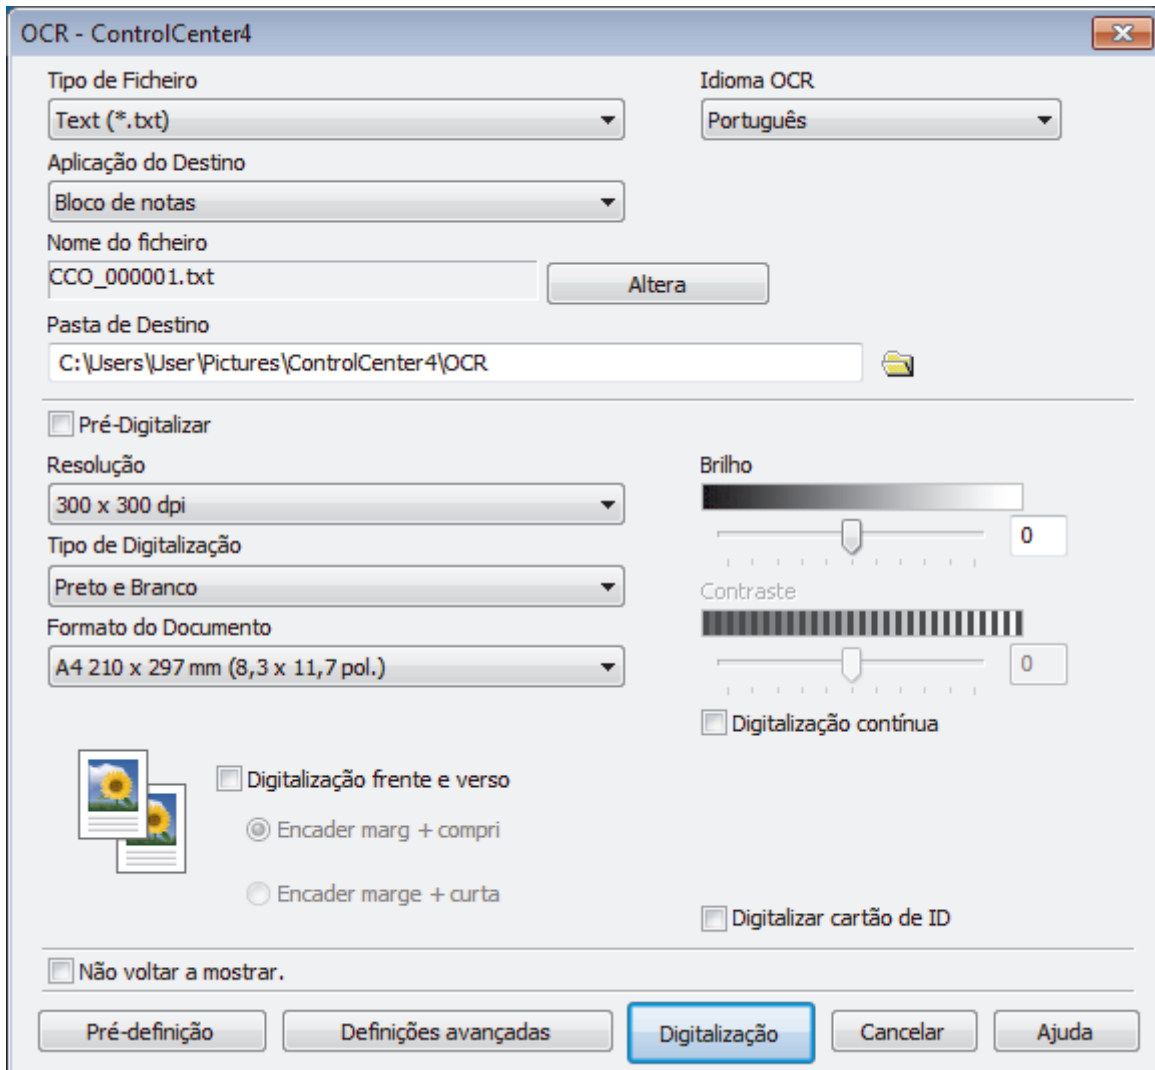 OCR - ControlCenter4
Tipo de Ficheiro
Idioma OCR
Text (*.txt)
Português
Aplicação do Destino
Bloco de notas
Nome do ficheiro
CCO_000001.txt
Altera
Pasta de Destino
C:\Users\User\Pictures\ControlCenter4\OCR
Pré-Digitalizar
Resolução
Brilho
300 x 300 dpi
0
Tipo de Digitalização
Preto e Branco
Contraste
Formato do Documento
A4 210 x 297 mm (8,3 x 11,7 pol.)
0
Digitalização contínua
Digitalização frente e verso
Encader marg + compri
Encader marge + curta
Digitalizar cartão de ID
Não voltar a mostrar.
Pré-definição
Definições avançadas
Digitalização
Cancelar
Ajuda